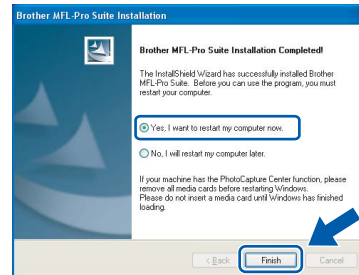 Brother MFL-Pro Suite Installation
Brother MFL-Pro Suite Installation Completed!
The InstallShield Wizard has successfully installed Brother
MFL-Pro Suite. Before you can use the program, you must
restart your computer.
Yes, I want to restart my computer now.
No, I will restart my computer later.
If your machine has the PhotoCapture Center function, please
remove all media cards before restarting Windows.
Please do not insert a media card until Windows has finished
loading.
< Back Finish Cancel